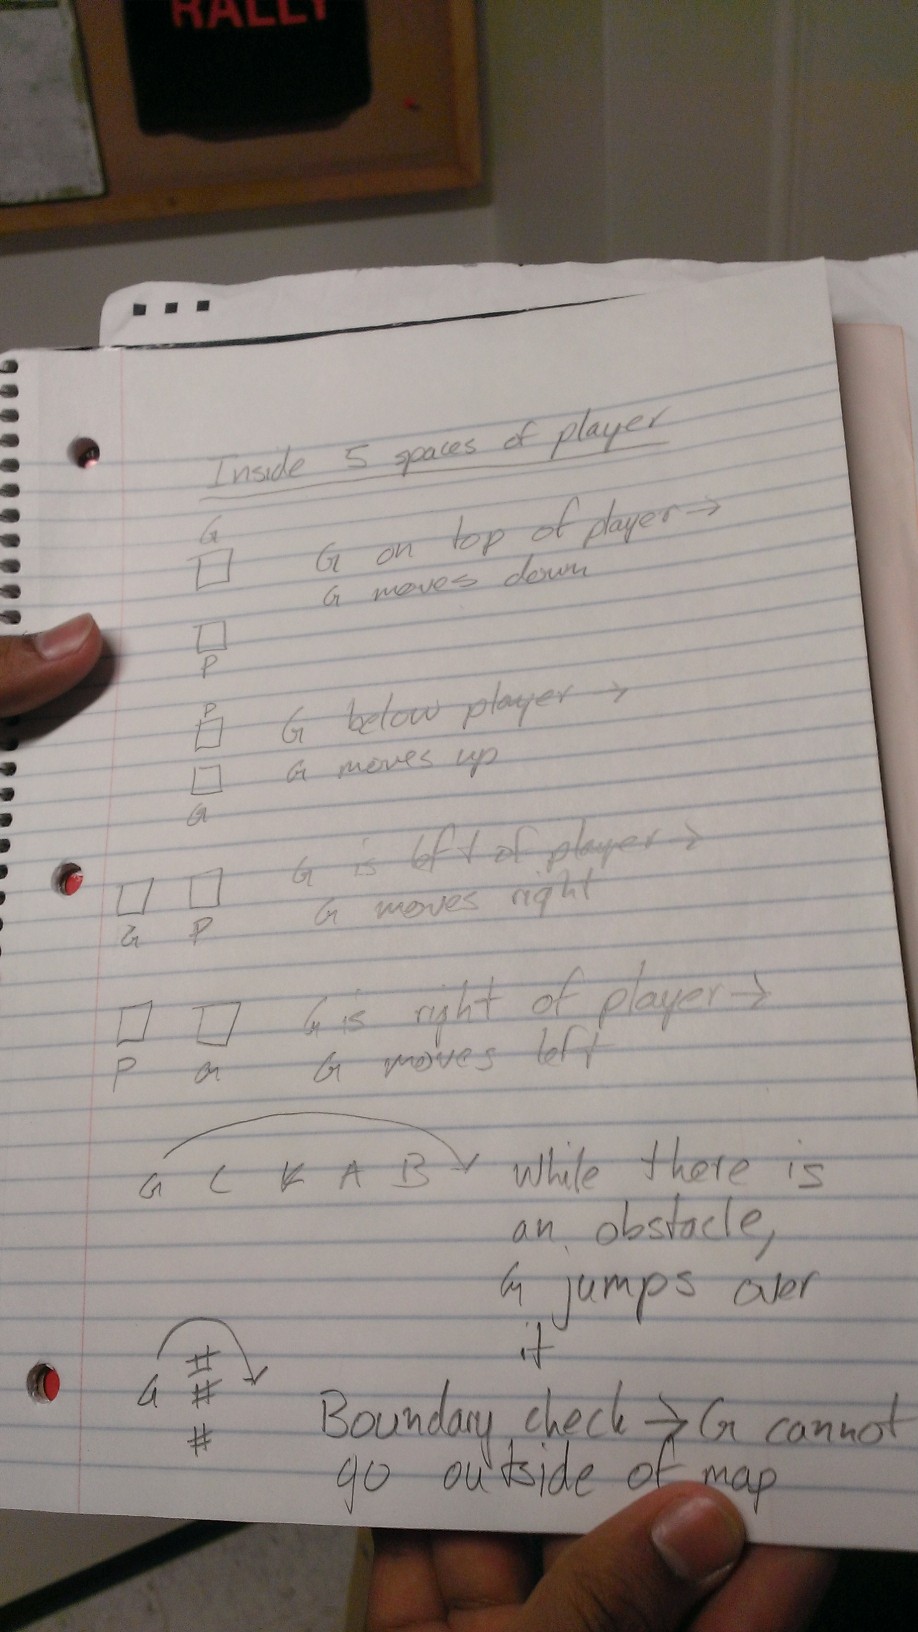 RALLY
Inside 5 spaces of player
G
G on top of player →
G moves down
P
P
G below player →
G moves up
G
G is left of player →
G moves right
G P
G is right of player →
G moves left
P G
G C K A B
While there is
an obstacle,
G jumps over
it
#
G #
#
Boundary check → G cannot
go outside of map